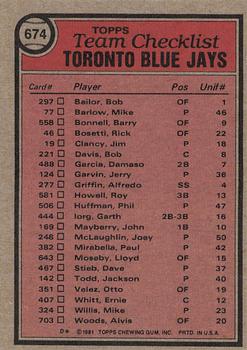 674
TOPPS
Team Checklist
TORONTO BLUE JAYS
Card# Player Pos Unif#
297 □ Bailor, Bob OF 1
77 □ Barlow, Mike P 46
558 □ Bonnell, Barry OF 9
46 □ Bosetti, Rick OF 22
19 □ Clancy, Jim P 18
221 □ Davis, Bob C 8
488 □ Garcia, Damaso 2B 7
124 □ Garvin, Jerry P 36
277 □ Griffin, Alfredo SS 4
581 □ Howell, Roy 3B 13
506 □ Huffman, Phil P 47
444 □ Iorg, Garth 2B-3B 16
169 □ Mayberry, John 1B 10
248 □ McLaughlin, Joey P 50
382 □ Mirabella, Paul P 42
643 □ Moseby, Lloyd OF 15
467 □ Stieb, Dave P 37
142 □ Todd, Jackson P 40
351 □ Velez, Otto OF 19
407 □ Whitt, Ernie C 12
324 □ Willis, Mike P 23
703 □ Woods, Alvis OF 20
D* © 1981 TOPPS CHEWING GUM, INC. PRTD. IN U.S.A.